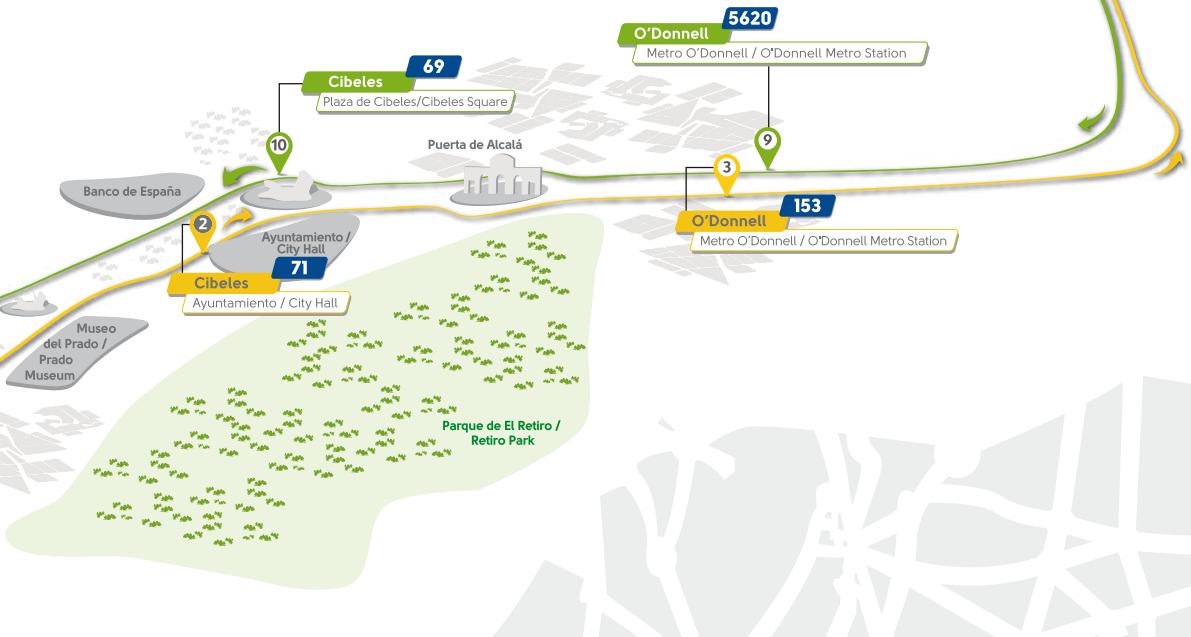 5620
O'Donnell
Metro O'Donnell / O'Donnell Metro Station
69
Cibeles
Plaza de Cibeles/Cibeles Square
10
9
Puerta de Alcalá
3
Banco de España
153
O'Donnell
Metro O'Donnell / O'Donnell Metro Station
2
Ayuntamiento /
City Hall
71
Cibeles
Ayuntamiento / City Hall
Museo
del Prado /
Prado
Museum
Parque de El Retiro /
Retiro Park